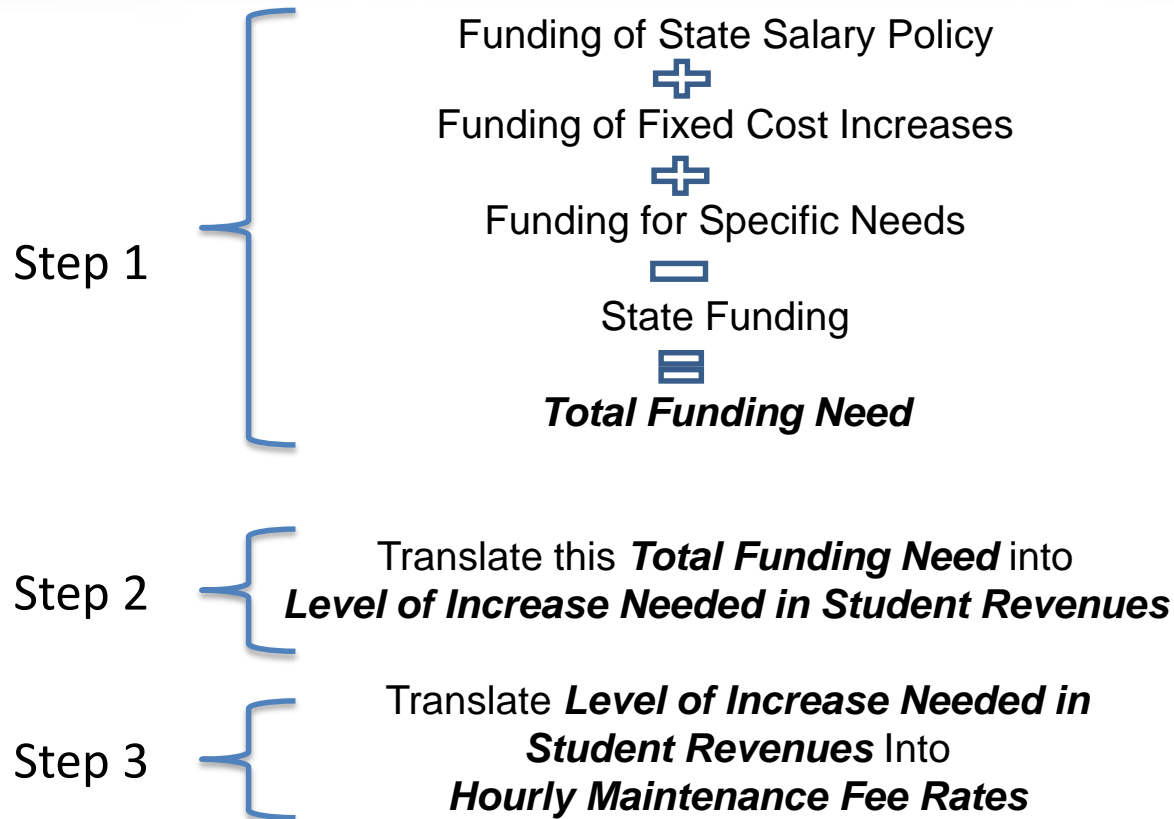 Step 1
Funding of State Salary Policy
Funding of Fixed Cost Increases
Funding for Specific Needs
State Funding
Total Funding Need
Step 2
Translate this Total Funding Need into
Level of Increase Needed in Student Revenues
Step 3
Translate Level of Increase Needed in
Student Revenues Into
Hourly Maintenance Fee Rates